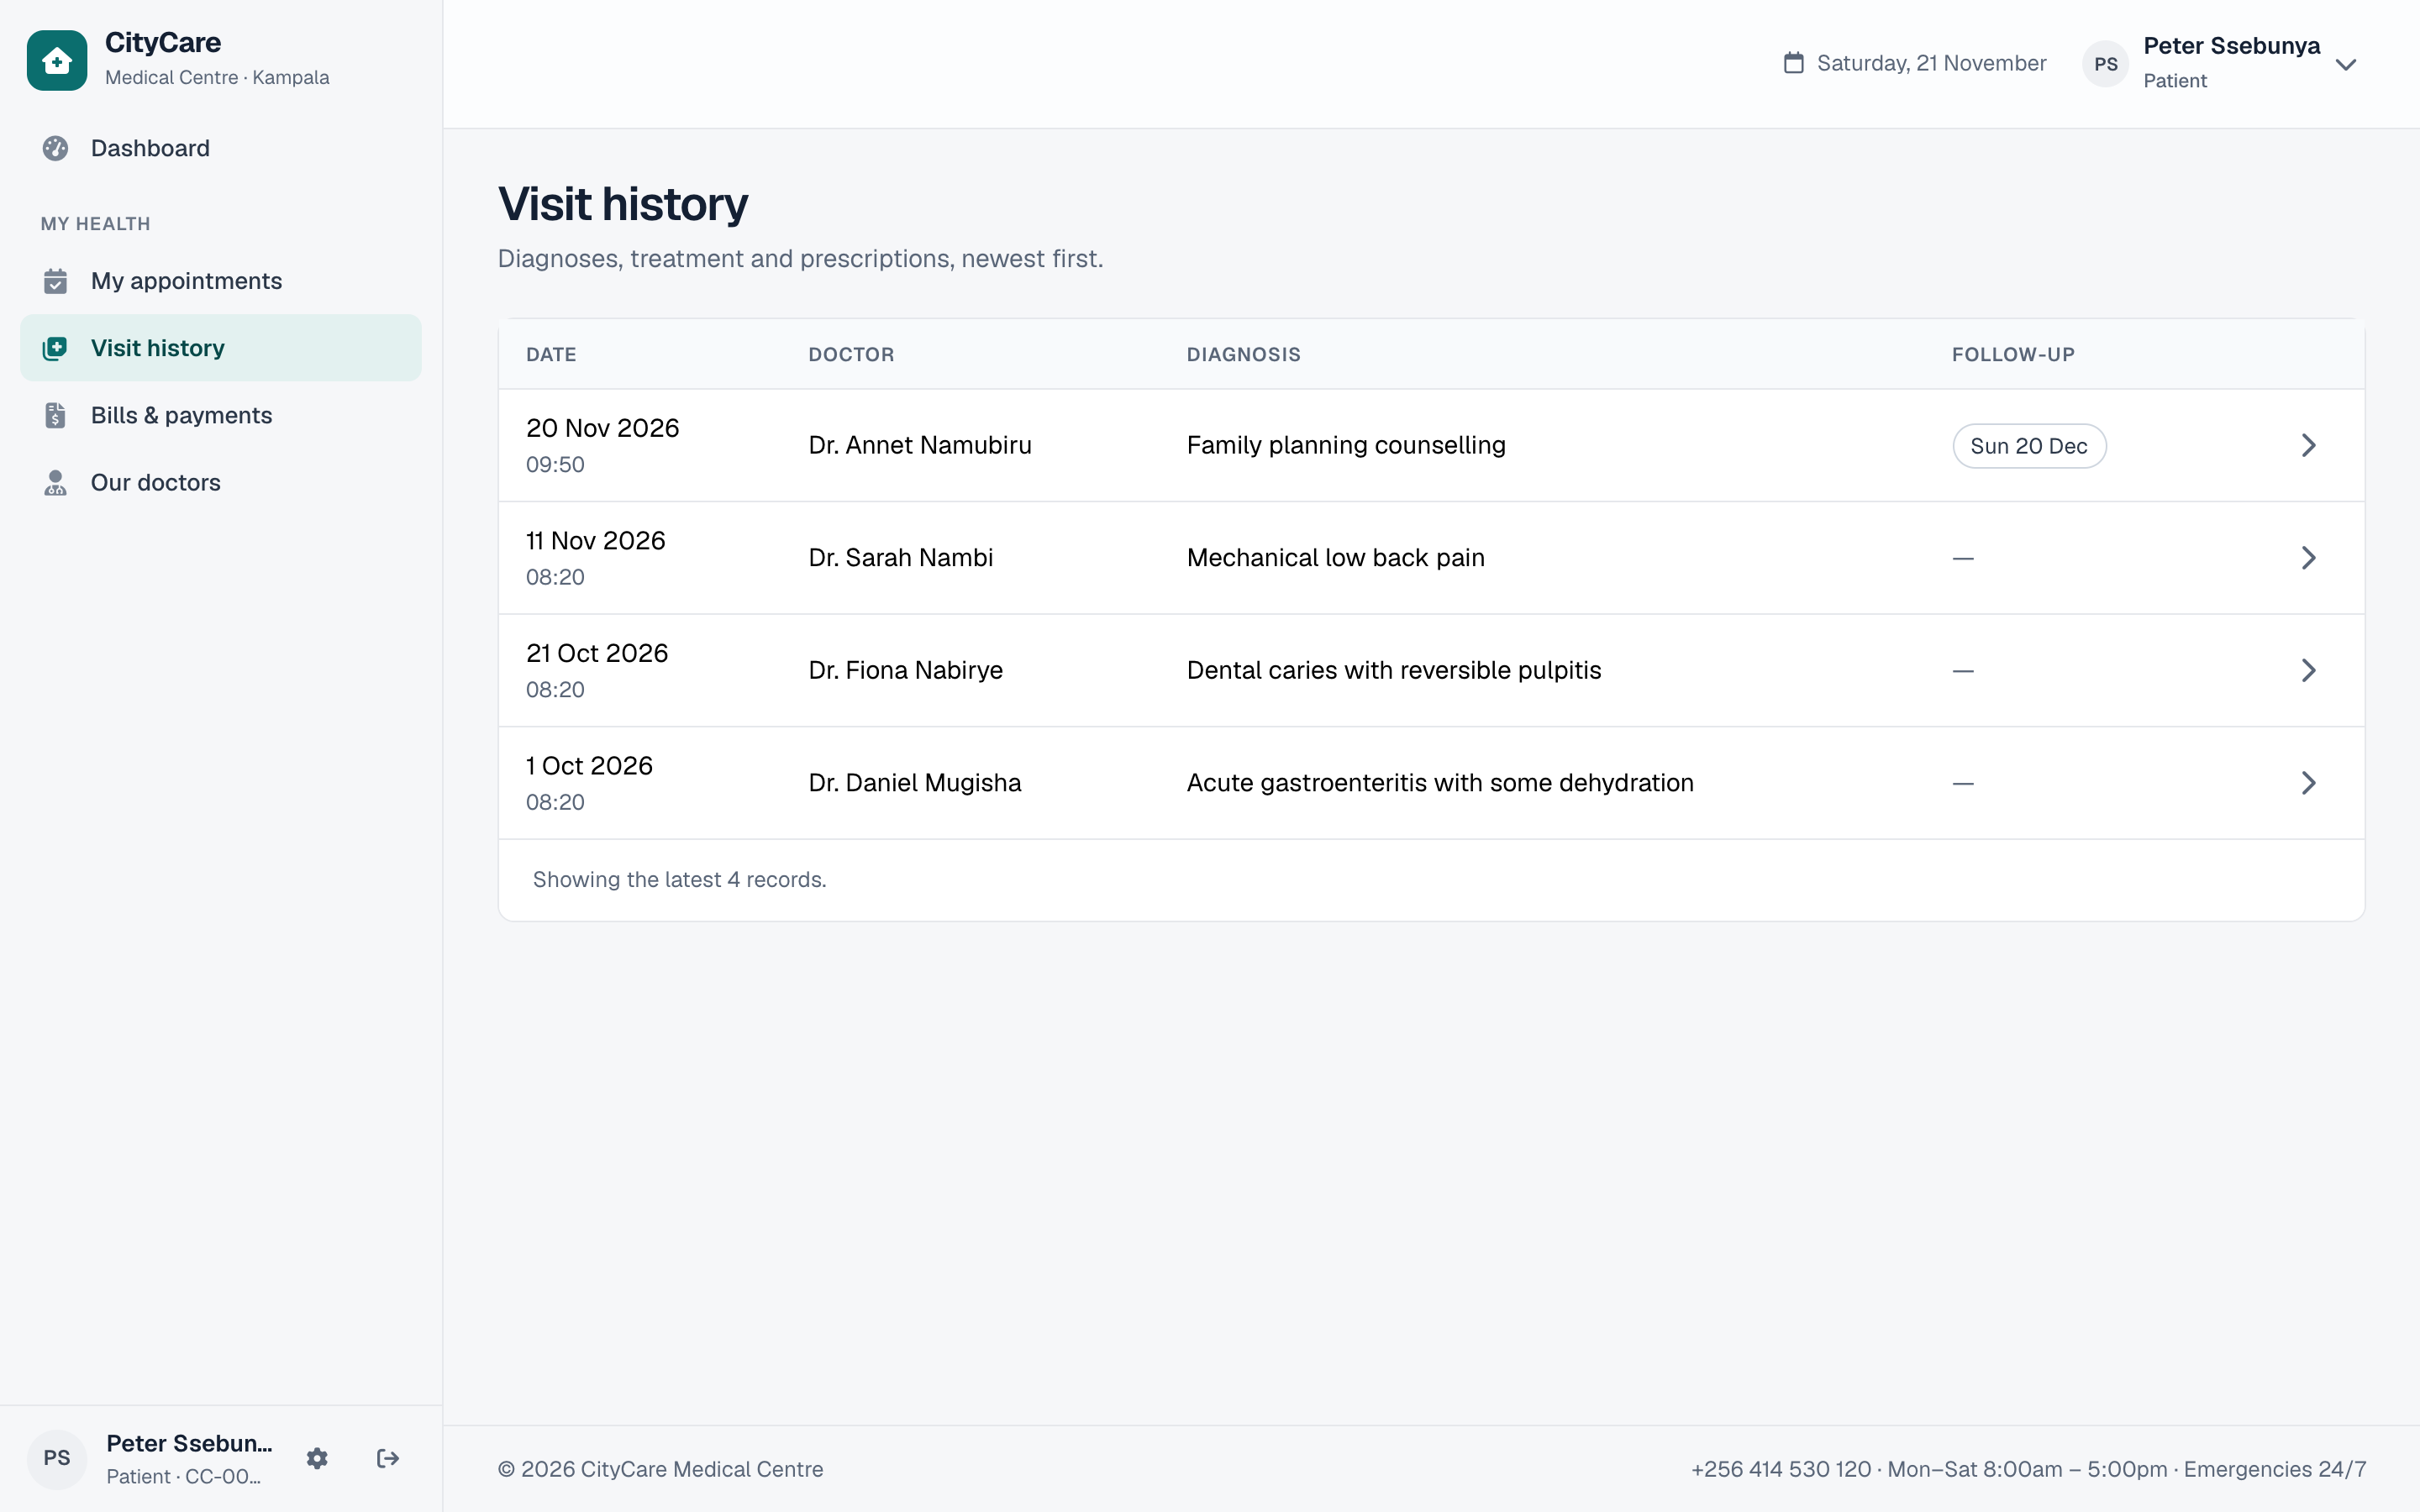 CityCare
Medical Centre · Kampala
Dashboard
MY HEALTH
My appointments
Visit history
Bills & payments
Our doctors
PS
Peter Ssebun...
Patient · CC-00...
Saturday, 21 November
PS
Peter Ssebunya
Patient
Visit history
Diagnoses, treatment and prescriptions, newest first.
DATE DOCTOR DIAGNOSIS FOLLOW-UP
20 Nov 2026
09:50
Dr. Annet Namubiru
Family planning counselling
Sun 20 Dec
11 Nov 2026
08:20
Dr. Sarah Nambi
Mechanical low back pain
—
21 Oct 2026
08:20
Dr. Fiona Nabirye
Dental caries with reversible pulpitis
—
1 Oct 2026
08:20
Dr. Daniel Mugisha
Acute gastroenteritis with some dehydration
—
Showing the latest 4 records.
© 2026 CityCare Medical Centre
+256 414 530 120 · Mon–Sat 8:00am – 5:00pm · Emergencies 24/7